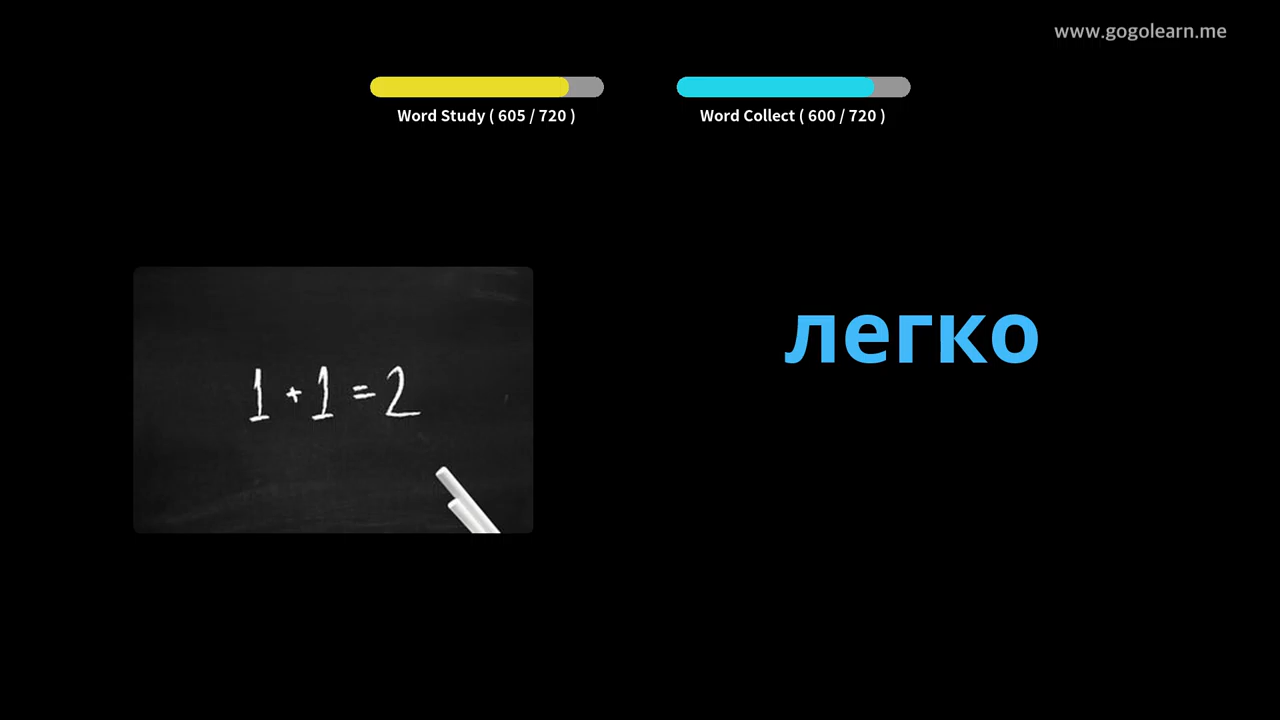 www.gogolearn.me
Word Study ( 605 / 720 )
Word Collect ( 600 / 720 )
1 + 1 = 2
легко